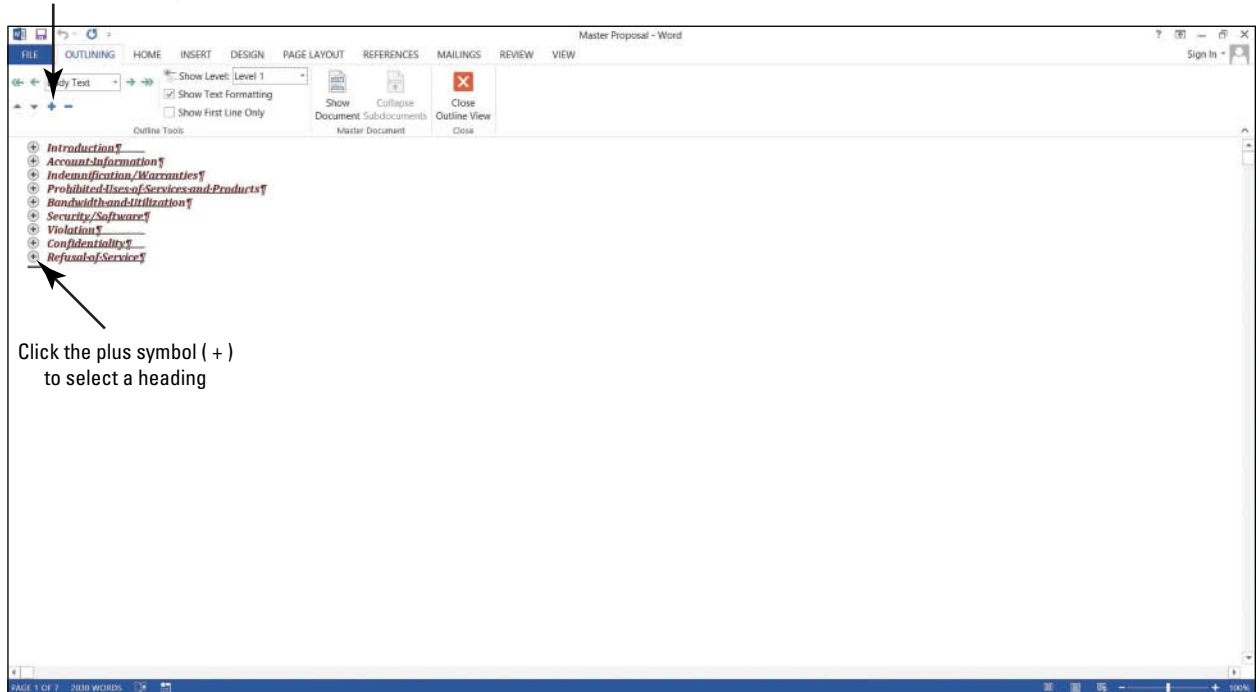 Master Proposal - Word
FILE OUTLINING HOME INSERT DESIGN PAGE LAYOUT REFERENCES MAILINGS REVIEW VIEW Sign In
Text Show Level: Level 1
Show Text Formatting
Show First Line Only
Show Document
Collapse Subdocuments
Close Outline View
Outline Tools Master Document Close
Introduction¶
Account·Information¶
Indemnification/Warranties¶
Prohibited·Uses·of·Services·and·Products¶
Bandwidth·and·Utilization¶
Security/Software¶
Violation¶
Confidentiality¶
Refusal·of·Service¶
Click the plus symbol ( + )
to select a heading
PAGE 1 OF 7 2030 WORDS 100%